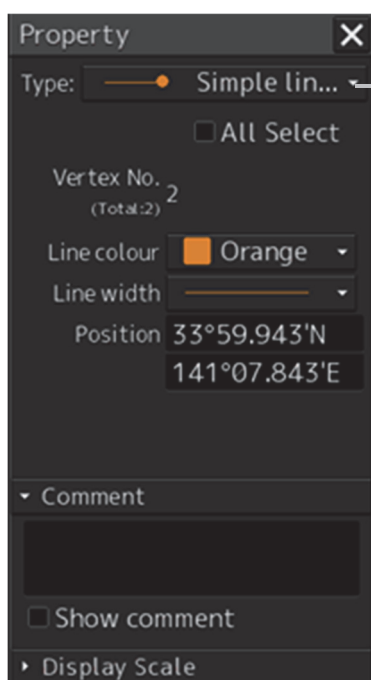 Property
Type: Simple lin...
All Select
Vertex No. 2
(Total:2)
Line colour Orange
Line width
Position 33°59.943'N
141°07.843'E
Comment
Show comment
Display Scale